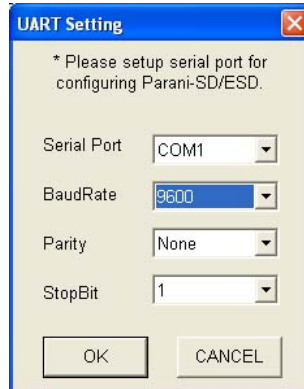 UART Setting
* Please setup serial port for
configuring Parani-SD/ESD.
Serial Port COM1
BaudRate 9600
Parity None
StopBit 1
OK CANCEL